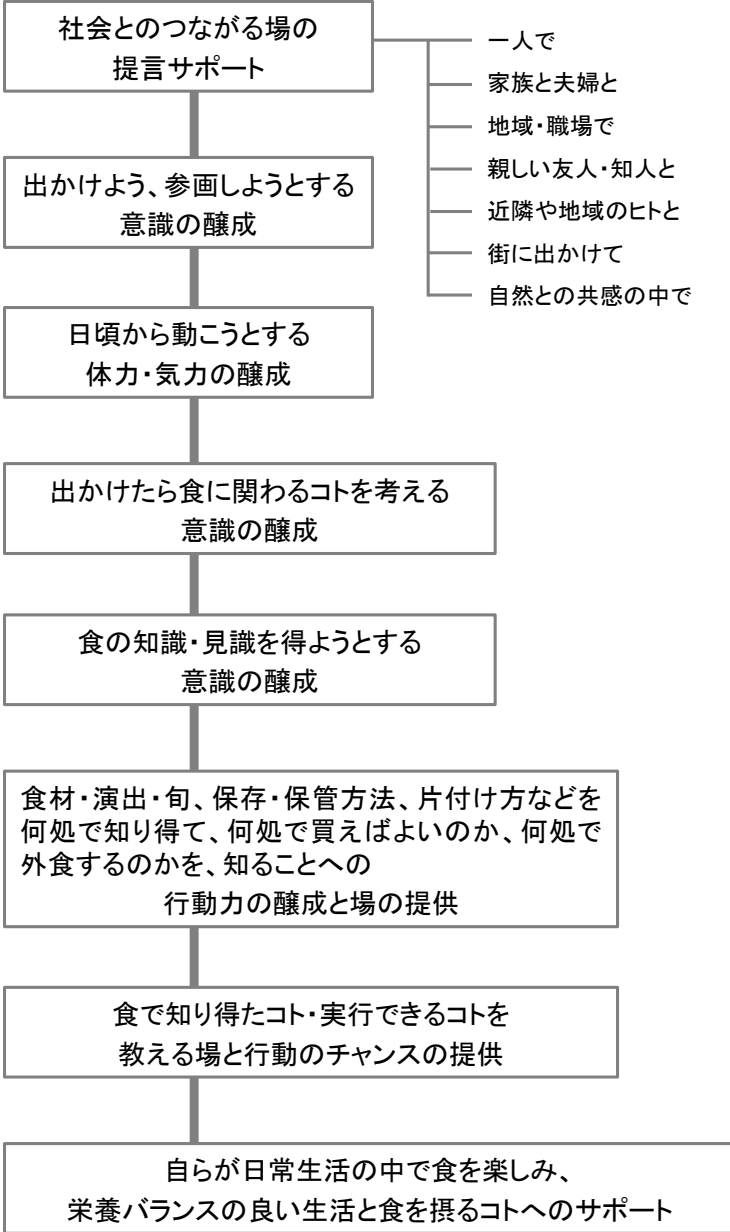 社会とのつながる場の
提言サポート
一人で
家族と夫婦と
地域・職場で
親しい友人・知人と
近隣や地域のヒトと
街に出かけて
自然との共感の中で
出かけよう、参画しようとする
意識の醸成
日頃から動こうとする
体力・気力の醸成
出かけたら食に関わるコトを考える
意識の醸成
食の知識・見識を得ようとする
意識の醸成
食材・演出・旬、保存・保管方法、片付け方などを
何処で知り得て、何処で買えばよいのか、何処で
外食するのかを、知ることへの
行動力の醸成と場の提供
食で知り得たコト・実行できるコトを
教える場と行動のチャンスの提供
自らが日常生活の中で食を楽しみ、
栄養バランスの良い生活と食を摂るコトへのサポート